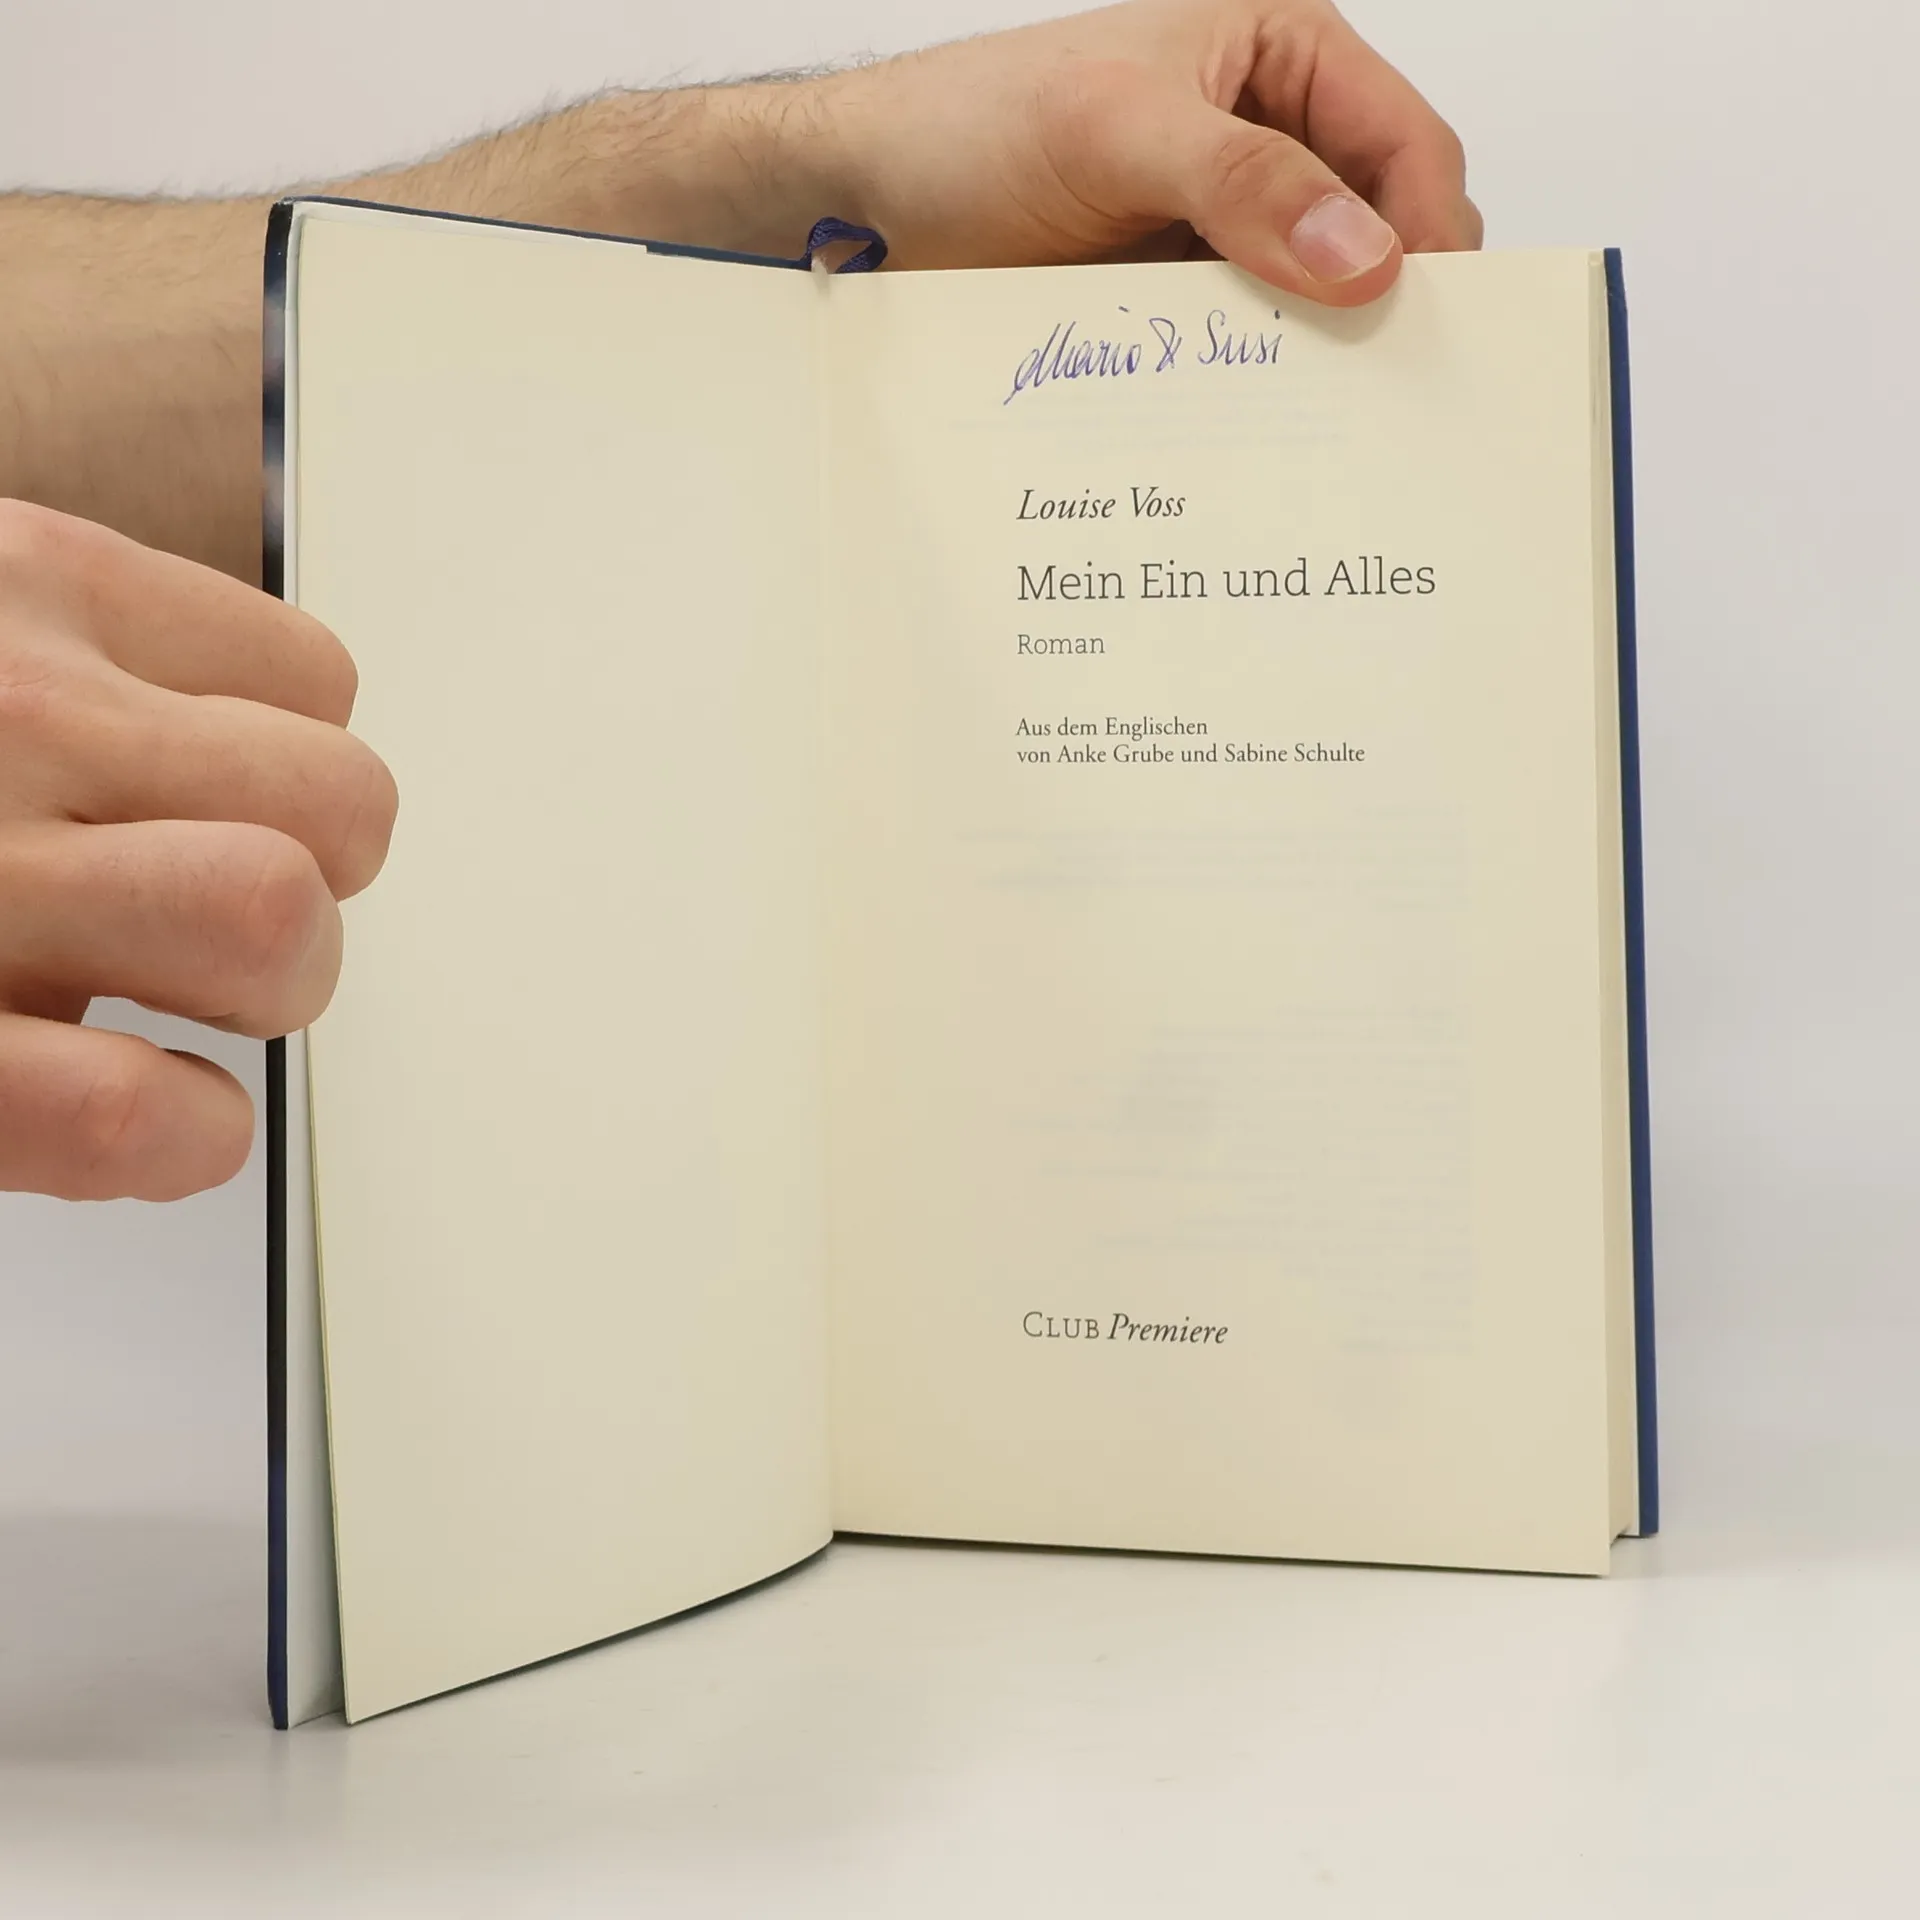 Mario & Susi
Louise Voss
Mein Ein und Alles
Roman
Aus dem Englischen
von Anke Grube und Sabine Schulte
CLUB Premiere